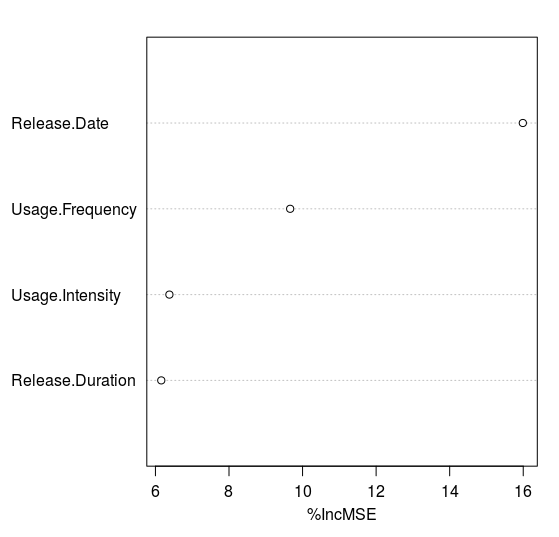 Release.Date
Usage.Frequency
Usage.Intensity
Release.Duration
6 8 10 12 14 16
%IncMSE